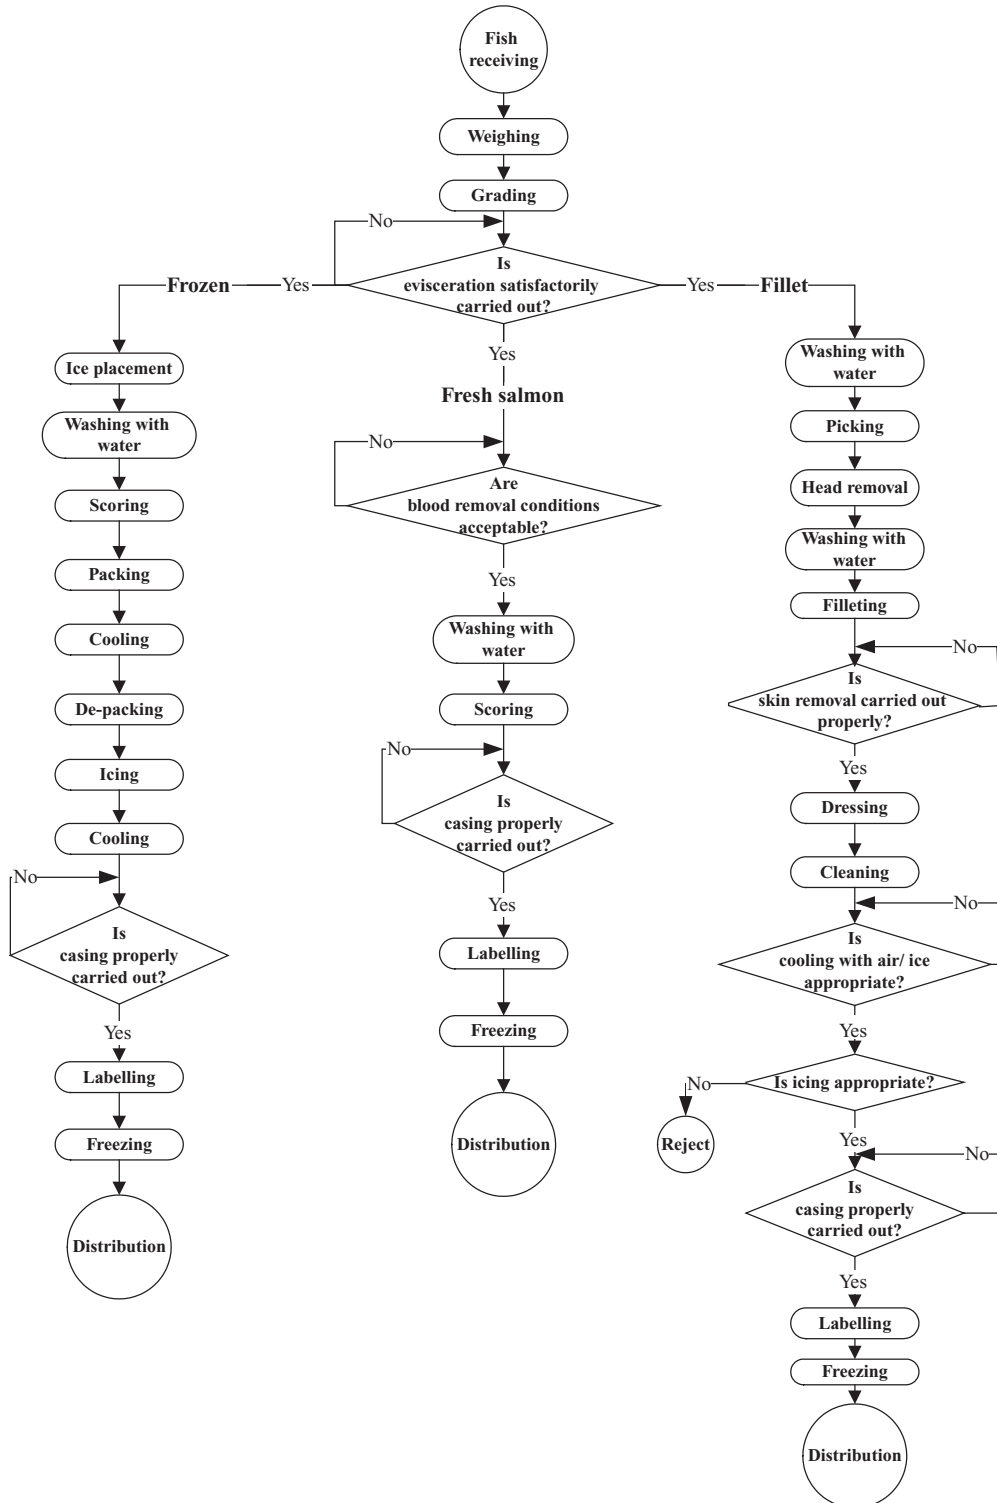 Fish
receiving
Weighing
Grading
No
Is
evisceration satisfactorily
carried out?
Frozen
Yes
Yes
Fillet
Yes
Fresh salmon
Ice placement
Washing with
water
Scoring
Packing
Cooling
De-packing
Icing
Cooling
No
Is
casing properly
carried out?
Yes
Labelling
Freezing
Distribution
No
Are
blood removal conditions
acceptable?
Yes
Washing with
water
Scoring
No
Is
casing properly
carried out?
Yes
Labelling
Freezing
Distribution
Washing with
water
Picking
Head removal
Washing with
water
Filleting
No
Is
skin removal carried out
properly?
Yes
Dressing
Cleaning
No
Is
cooling with air/ ice
appropriate?
Yes
Is icing appropriate?
No
Reject
Yes
No
Is
casing properly
carried out?
Yes
Labelling
Freezing
Distribution